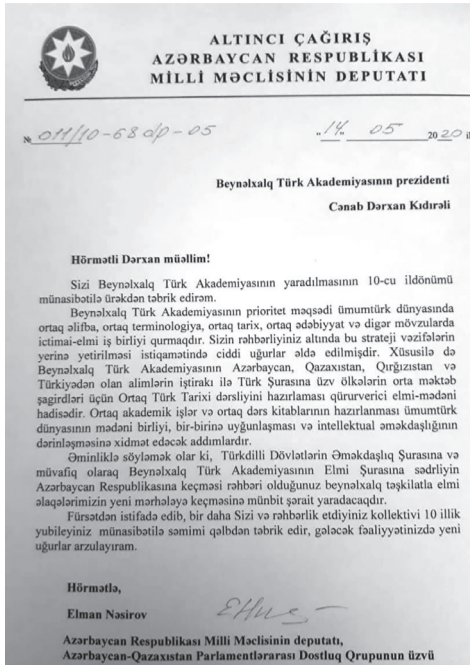 ALTINCI ÇAĞIRIŞ
AZƏRBAYCAN RESPUBLİKASI
MİLLİ MƏCLİSİNİN DEPUTATI
№ 011/10-68dp-05
"14" 05 2020 il
Beynəlxalq Türk Akademiyasının prezidenti
Cənab Dərxan Kıdırəli
Hörmətli Dərxan müəllim!
Sizi Beynəlxalq Türk Akademiyasının yaradılmasının 10-cu ildönümü
münasibətilə ürəkdən təbrik edirəm.
Beynəlxalq Türk Akademiyasının prioritet məqsədi ümumtürk dünyasında
ortaq əlifba, ortaq terminologiya, ortaq tarix, ortaq ədəbiyyat və digər mövzularda
ictimai-elmi iş birliyi qurmaqdır. Sizin rəhbərliyiniz altında bu strateji vəzifələrin
yerinə yetirilməsi istiqamətində ciddi uğurlar əldə edilmişdir. Xüsusilə də
Beynəlxalq Türk Akademiyasının Azərbaycan, Qazaxıstan, Qırğızıstan və
Türkiyədən olan alimlərin iştirakı ilə Türk Şurasına üzv ölkələrin orta məktəb
şagirdləri üçün Ortaq Türk Tarixi dərsliyini hazırlaması qürurverici elmi-mədəni
hadisədir. Ortaq akademik işlər və ortaq dərs kitablarının hazırlanması ümumtürk
dünyasının mədəni birliyi, bir-birinə uyğunlaşması və intellektual əməkdaşlığının
dərinləşməsinə xidmət edəcək addımlardır.
Əminliklə söyləmək olar ki, Türkdilli Dövlətlərin Əməkdaşlıq Şurasına və
müvafiq olaraq Beynəlxalq Türk Akademiyasının Elmi Şurasına sədrliyin
Azərbaycan Respublikasına keçməsi rəhbəri olduğunuz beynəlxalq təşkilatla elmi
əlaqələrimizin yeni mərhələyə keçməsinə münbit şərait yaradacaqdır.
Fürsətdən istifadə edib, bir daha Sizi və rəhbərlik etdiyiniz kollektivi 10 illik
yubileyiniz münasibətilə səmimi qəlbdən təbrik edir, gələcək fəaliyyətinizdə yeni
uğurlar arzulayıram.
Hörmətlə,
Elman Nəsirov
Azərbaycan Respublikası Milli Məclisinin deputatı,
Azərbaycan-Qazaxıstan Parlamentlərarası Dostluq Qrupunun üzvü